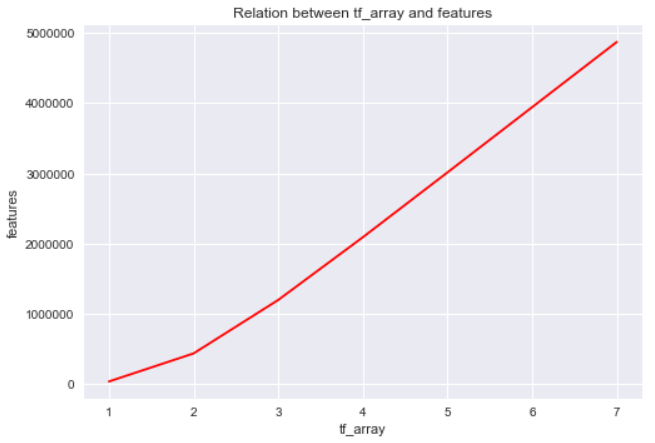 Relation between tf_array and features
5000000
4000000
3000000
2000000
1000000
0
features
1 2 3 4 5 6 7
tf_array